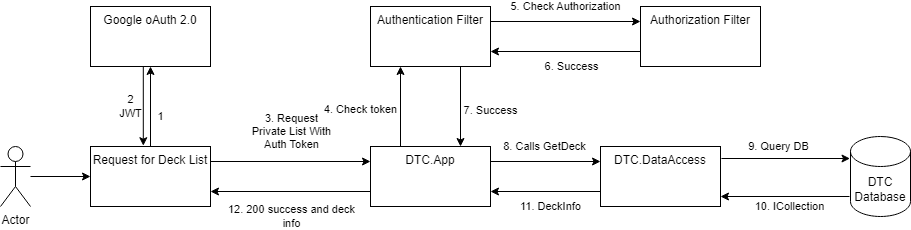 Google oAuth 2.0
Authentication Filter
5. Check Authorization
Authorization Filter
6. Success
2
JWT
1
3. Request
Private List With
Auth Token
4. Check token
7. Success
Request for Deck List
DTC.App
8. Calls GetDeck
DTC.DataAccess
9. Query DB
DTC
Database
Actor
12. 200 success and deck
info
11. DeckInfo
10. ICollection